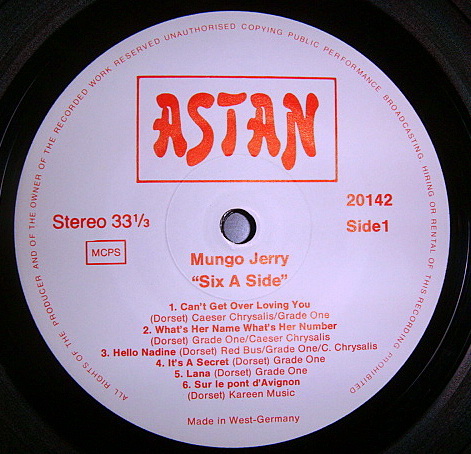 ALL RIGHTS OF THE PRODUCER AND OF THE OWNER OF THE RECORDED WORK RESERVED UNAUTHORISED COPYING PUBLIC PERFORMANCE BROADCASTING HIRING OR RENTAL OF THIS RECORDING PROHIBITED
ASTAN
20142
Stereo 33⅓
Side1
MCPS
Mungo Jerry
“Six A Side”
1. Can't Get Over Loving You
(Dorset) Caeser Chrysalis/Grade One
2. What's Her Name What's Her Number
(Dorset) Grade One/Caeser Chrysalis
3. Hello Nadine (Dorset) Red Bus/Grade One/C. Chrysalis
4. It's A Secret (Dorset) Grade One
5. Lana (Dorset) Grade One
6. Sur le pont d'Avignon
(Dorset) Kareen Music
Made in West-Germany